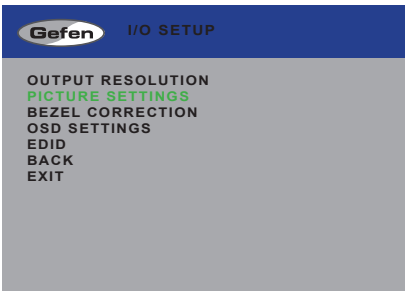 Gefen
I/O SETUP
OUTPUT RESOLUTION
PICTURE SETTINGS
BEZEL CORRECTION
OSD SETTINGS
EDID
BACK
EXIT